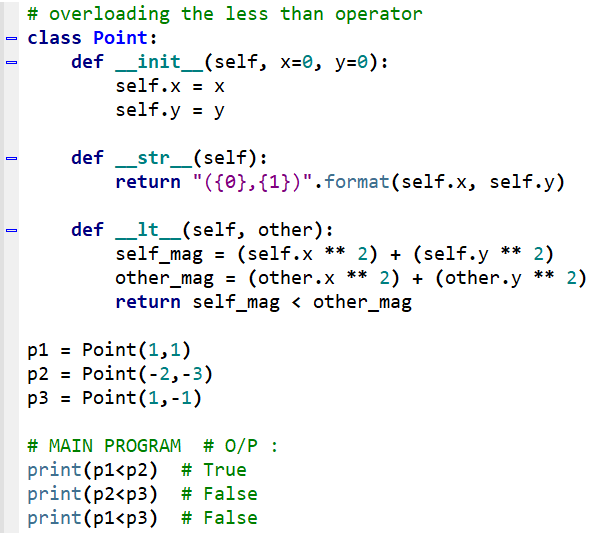 # overloading the less than operator
class Point:
    def __init__(self, x=0, y=0):
        self.x = x
        self.y = y
    def __str__(self):
        return "({0},{1})".format(self.x, self.y)
    def __lt__(self, other):
        self_mag = (self.x ** 2) + (self.y ** 2)
        other_mag = (other.x ** 2) + (other.y ** 2)
        return self_mag < other_mag
p1 = Point(1,1)
p2 = Point(-2,-3)
p3 = Point(1,-1)
# MAIN PROGRAM  # O/P :
print(p1<p2)  # True
print(p2<p3)  # False
print(p1<p3)  # False